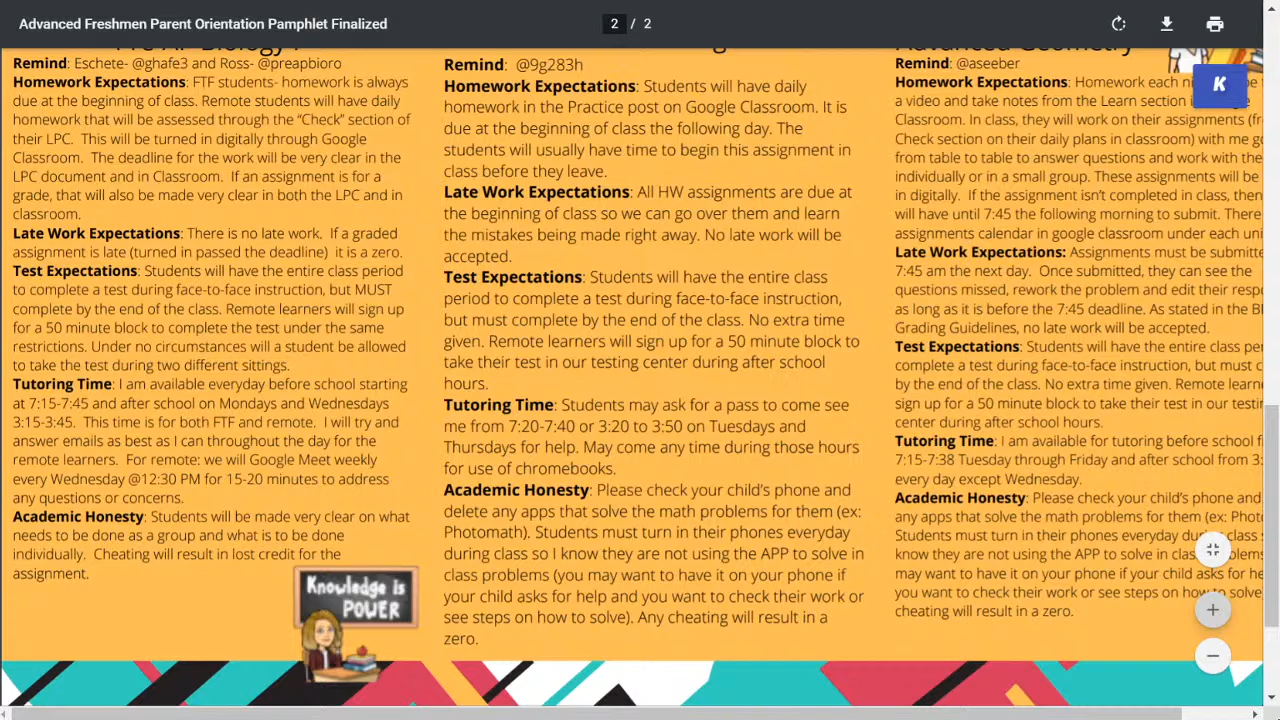 Advanced Freshmen Parent Orientation Pamphlet Finalized
2 / 2
Remind: Eschete- @ghafe3 and Ross- @preapbioro
Homework Expectations: FTF students- homework is always
due at the beginning of class. Remote students will have daily
homework that will be assessed through the “Check” section of
their LPC.  This will be turned in digitally through Google
Classroom.  The deadline for the work will be very clear in the
LPC document and in Classroom.  If an assignment is for a
grade, that will also be made very clear in both the LPC and in
classroom.
Late Work Expectations: There is no late work.  If a graded
assignment is late (turned in passed the deadline)  it is a zero.
Test Expectations: Students will have the entire class period
to complete a test during face-to-face instruction, but MUST
complete by the end of the class. Remote learners will sign up
for a 50 minute block to complete the test under the same
restrictions. Under no circumstances will a student be allowed
to take the test during two different sittings.
Tutoring Time: I am available everyday before school starting
at 7:15-7:45 and after school on Mondays and Wednesdays
3:15-3:45.  This time is for both FTF and remote.  I will try and
answer emails as best as I can throughout the day for the
remote learners.  For remote: we will Google Meet weekly
every Wednesday @12:30 PM for 15-20 minutes to address
any questions or concerns.
Academic Honesty: Students will be made very clear on what
needs to be done as a group and what is to be done
individually.  Cheating will result in lost credit for the
assignment.
Knowledge is
POWER
Remind:  @9g283h
Homework Expectations: Students will have daily
homework in the Practice post on Google Classroom. It is
due at the beginning of class the following day. The
students will usually have time to begin this assignment in
class before they leave.
Late Work Expectations: All HW assignments are due at
the beginning of class so we can go over them and learn
the mistakes being made right away. No late work will be
accepted.
Test Expectations: Students will have the entire class
period to complete a test during face-to-face instruction,
but must complete by the end of the class. No extra time
given. Remote learners will sign up for a 50 minute block to
take their test in our testing center during after school
hours.
Tutoring Time: Students may ask for a pass to come see
me from 7:20-7:40 or 3:20 to 3:50 on Tuesdays and
Thursdays for help. May come any time during those hours
for use of chromebooks.
Academic Honesty: Please check your child’s phone and
delete any apps that solve the math problems for them (ex:
Photomath). Students must turn in their phones everyday
during class so I know they are not using the APP to solve in
class problems (you may want to have it on your phone if
your child asks for help and you want to check their work or
see steps on how to solve). Any cheating will result in a
zero.
Advanced Geometry
Remind: @aseeber
Homework Expectations: Homework each
a video and take notes from the Learn section
Classroom. In class, they will work on their assignments
Check section on their daily plans in classroom) with me
from table to table to answer questions and work with
individually or in a small group. These assignments will be
in digitally.  If the assignment isn’t completed in class, then
will have until 7:45 the following morning to submit. There
assignments calendar in google classroom under each
Late Work Expectations: Assignments must be
7:45 am the next day.  Once submitted, they can see the
questions missed, rework the problem and edit their
as long as it is before the 7:45 deadline. As stated in the
Grading Guidelines, no late work will be accepted.
Test Expectations: Students will have the entire class
complete a test during face-to-face instruction, but must
by the end of the class. No extra time given. Remote
sign up for a 50 minute block to take their test in our
center during after school hours.
Tutoring Time: I am available for tutoring before school
7:15-7:38 Tuesday through Friday and after school from
every day except Wednesday.
Academic Honesty: Please check your child’s phone and
any apps that solve the math problems for them (ex:
Students must turn in their phones everyday
know they are not using the APP to solve in
may want to have it on your phone if your child asks for
you want to check their work or see steps on how to
cheating will result in a zero.
K